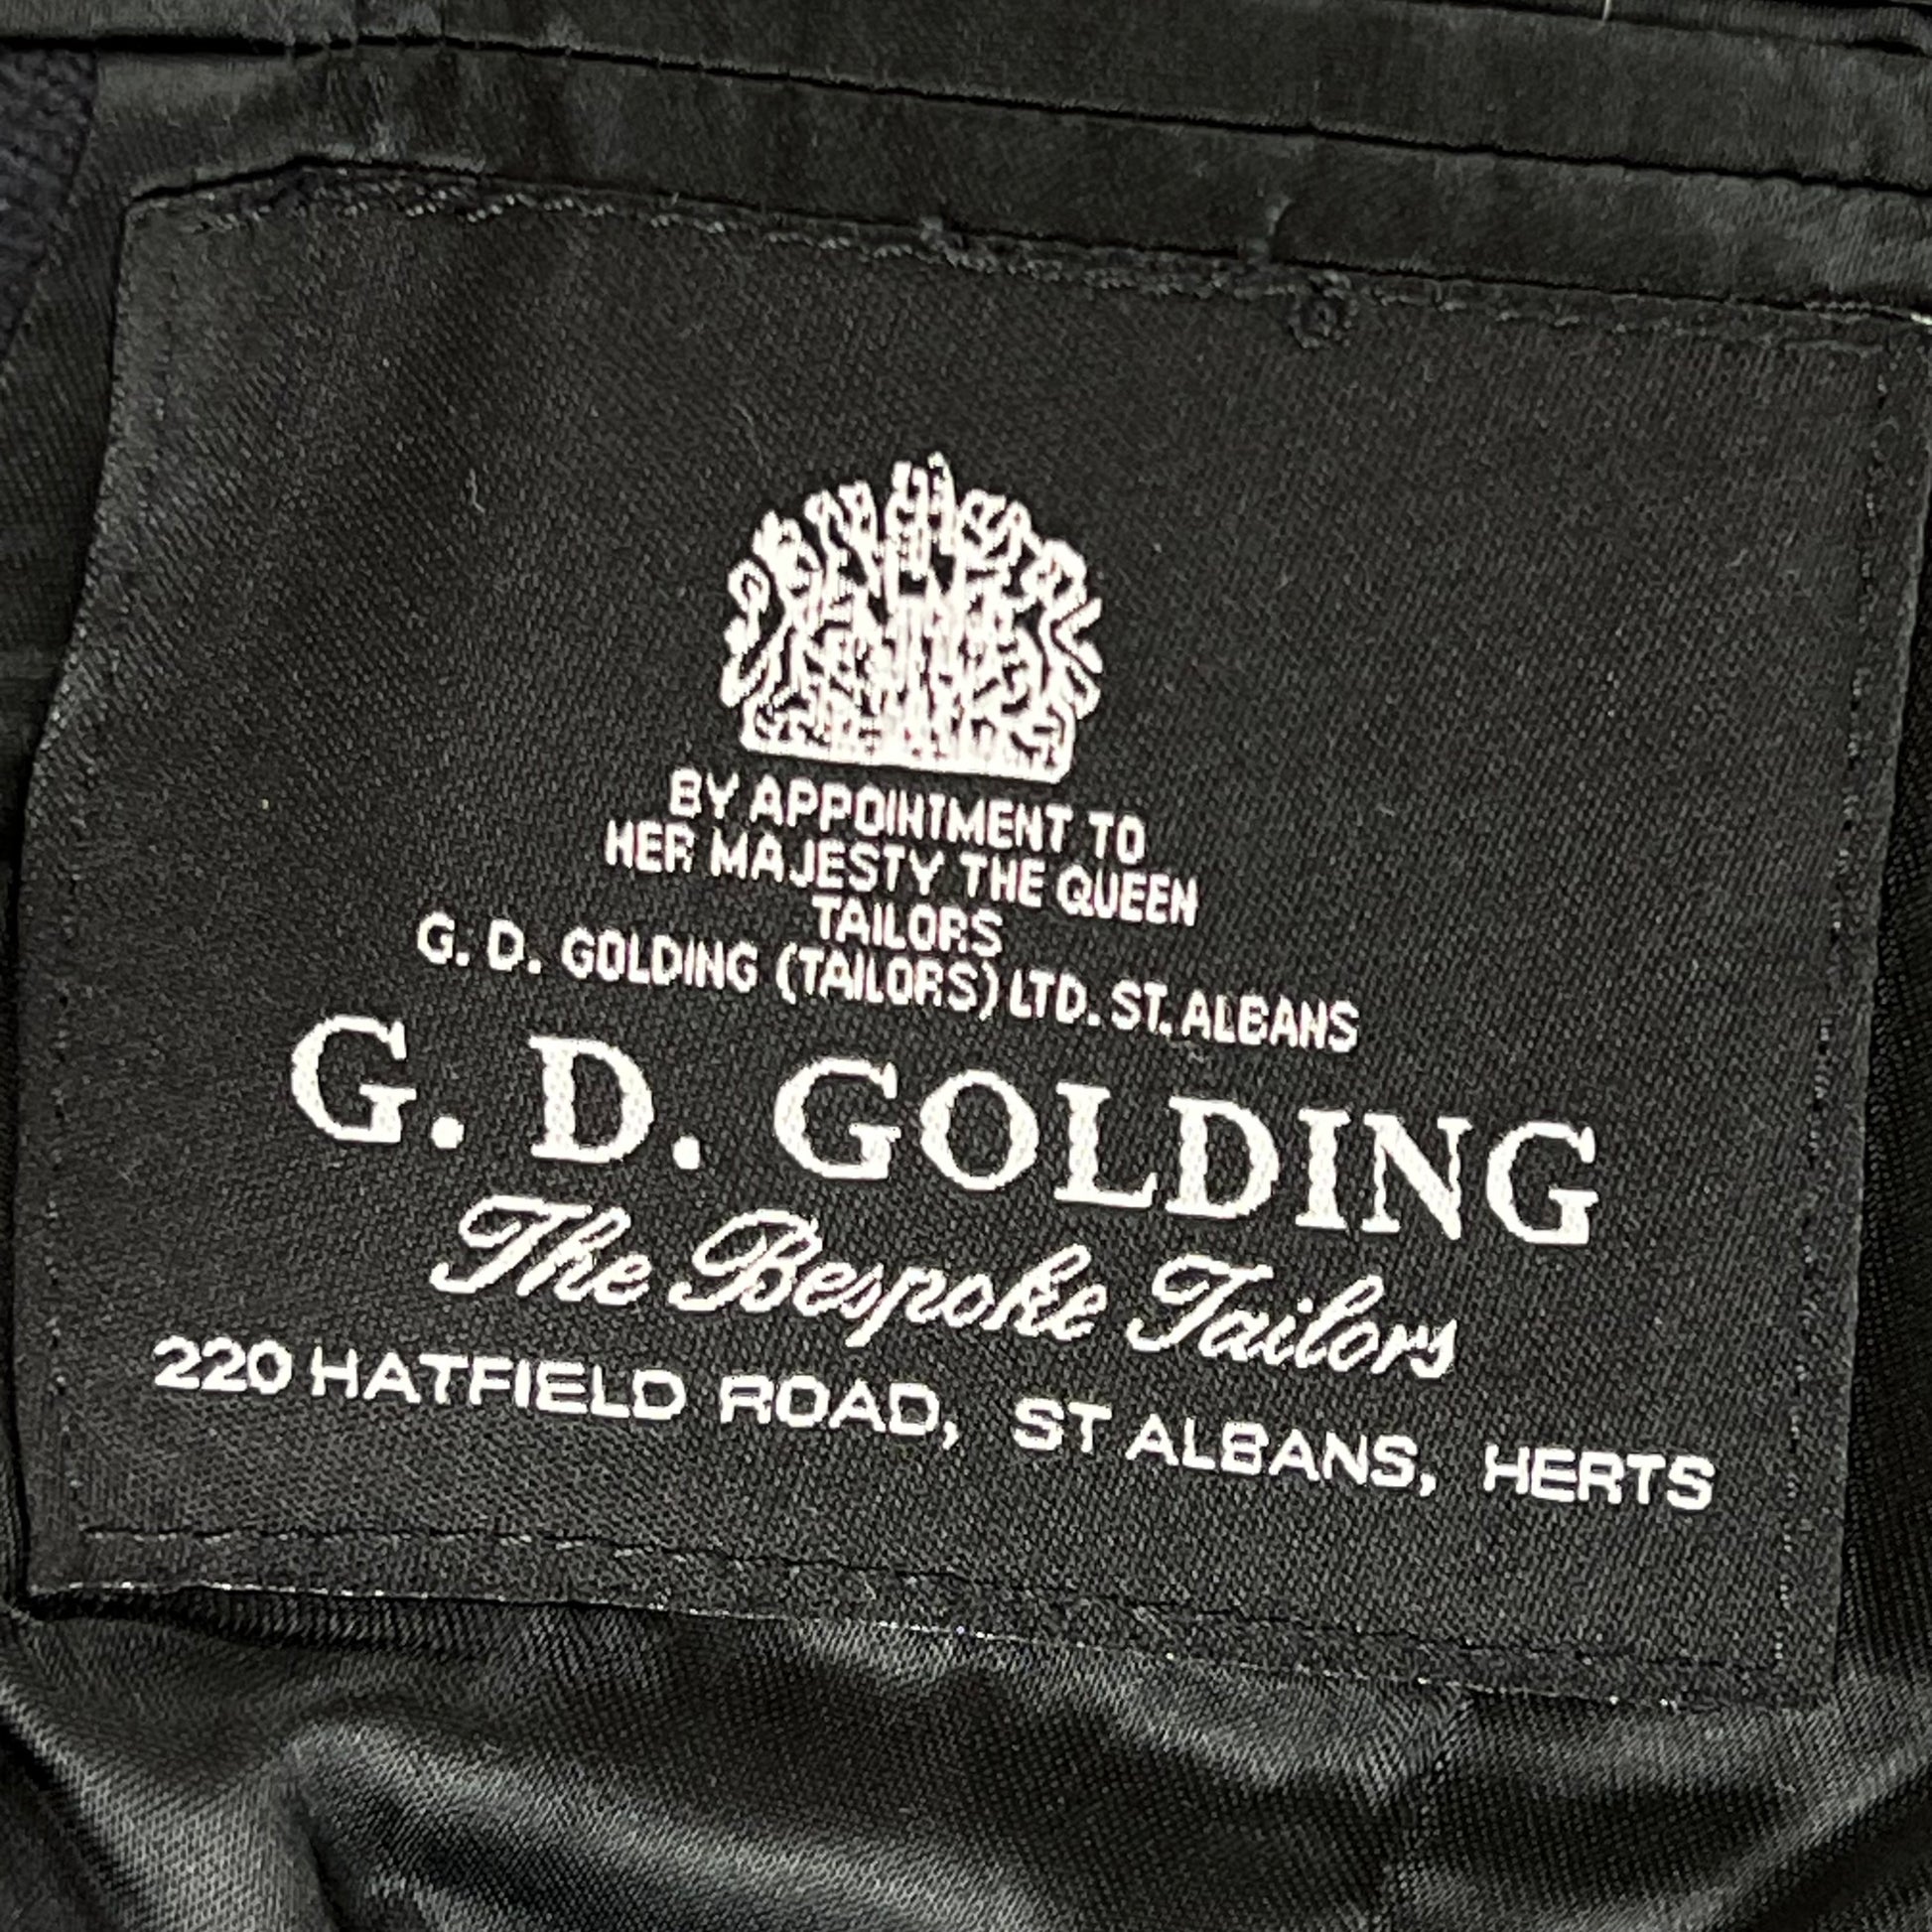 BY APPOINTMENT TO
HER MAJESTY THE QUEEN
TAILORS
G. D. GOLDING (TAILORS) LTD. ST. ALBANS
G. D. GOLDING
The Bespoke Tailors
220 HATFIELD ROAD, ST ALBANS, HERTS